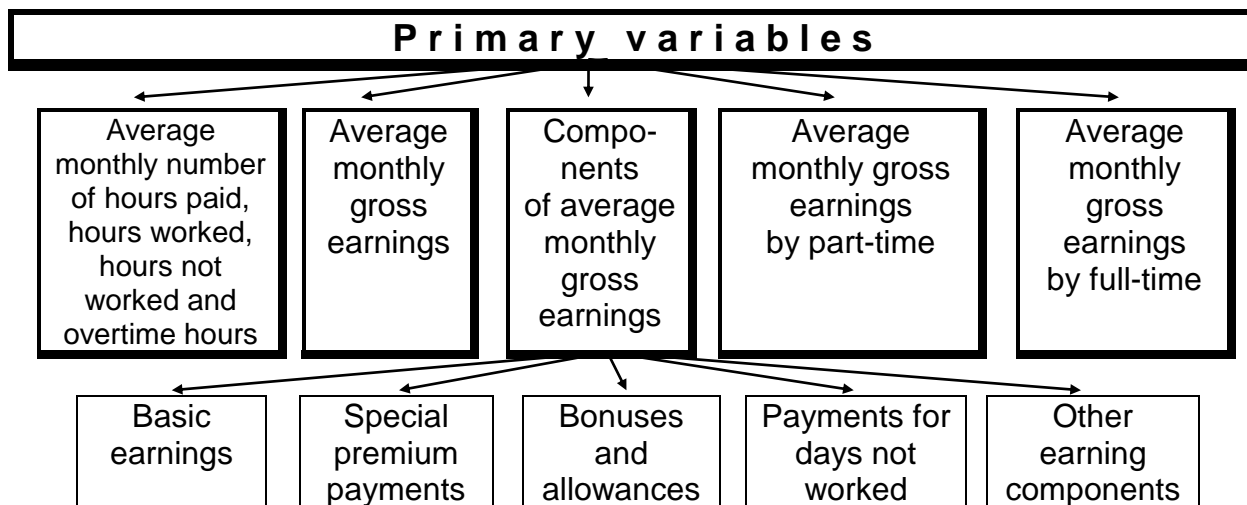 Primary variables
Average
monthly number
of hours paid,
hours worked,
hours not
worked and
overtime hours
Average
monthly
gross
earnings
Compo-
nents
of average
monthly
gross
earnings
Average
monthly gross
earnings
by part-time
Average
monthly
gross
earnings
by full-time
Basic
earnings
Special
premium
payments
Bonuses
and
allowances
Payments for
days not
worked
Other
earning
components